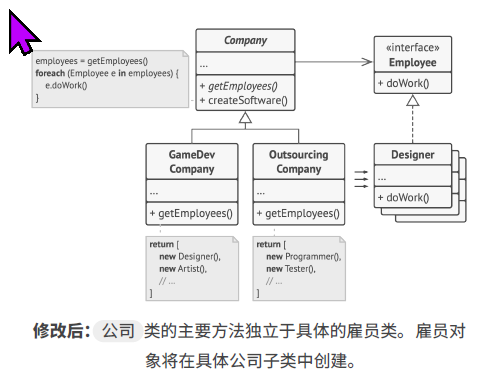 Company
...
+ getEmployees()
+ createSoftware()
employees = getEmployees()
foreach (Employee e in employees) {
e.doWork()
}
«interface»
Employee
+ doWork()
GameDev
Company
...
+ getEmployees()
Outsourcing
Company
...
+ getEmployees()
Designer
...
+ doWork()
return [
new Designer(),
new Artist(),
// ...
]
return [
new Programmer(),
new Tester(),
// ...
]
修改后： 公司 类的主要方法独立于具体的雇员类。雇员对
象将在具体公司子类中创建。